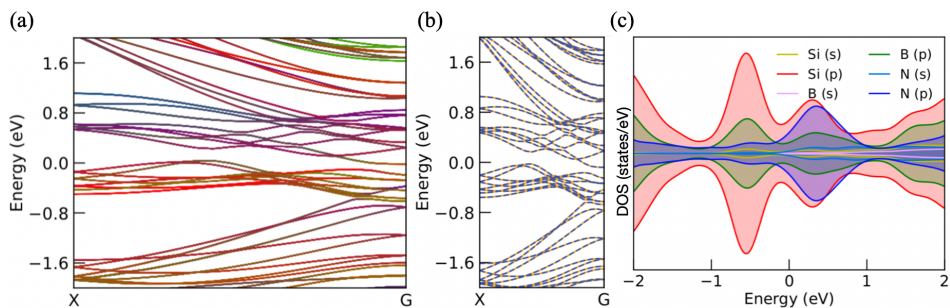 (a)
(b)
(c)
Energy (eV)
1.6
0.8
0.0
−0.8
−1.6
X
G
Energy (eV)
1.6
0.8
0.0
−0.8
−1.6
X
G
DOS (states/eV)
Si (s)
Si (p)
B (s)
B (p)
N (s)
N (p)
−2
−1
0
1
2
Energy (eV)